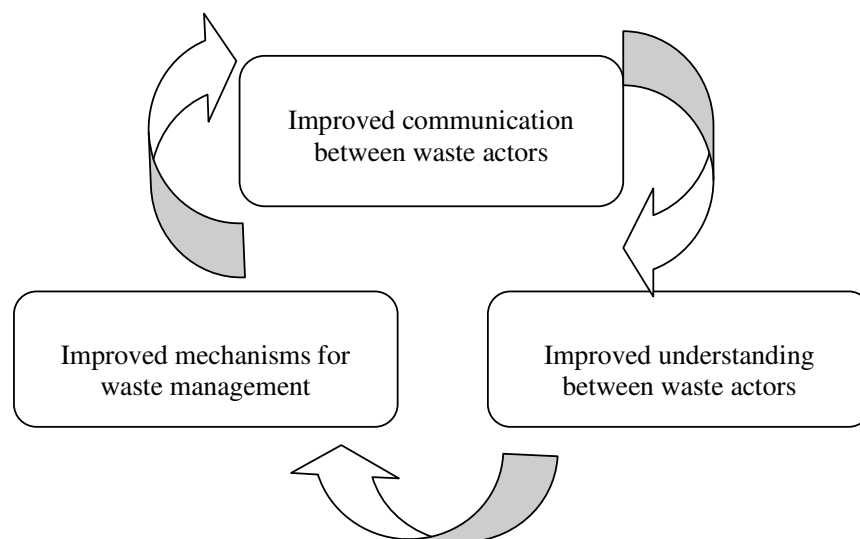 Improved communication
between waste actors
Improved mechanisms for
waste management
Improved understanding
between waste actors